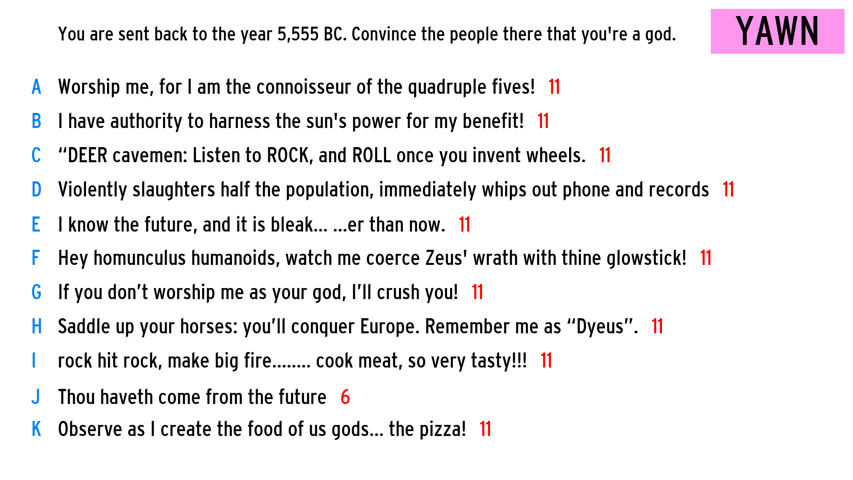 You are sent back to the year 5,555 BC. Convince the people there that you're a god.
YAWN
A Worship me, for I am the connoisseur of the quadruple fives! 11
B I have authority to harness the sun's power for my benefit! 11
C “DEER cavemen: Listen to ROCK, and ROLL once you invent wheels. 11
D Violently slaughters half the population, immediately whips out phone and records 11
E I know the future, and it is bleak... ...er than now. 11
F Hey homunculus humanoids, watch me coerce Zeus' wrath with thine glowstick! 11
G If you don’t worship me as your god, I’ll crush you! 11
H Saddle up your horses: you’ll conquer Europe. Remember me as “Dyeus”. 11
I rock hit rock, make big fire........ cook meat, so very tasty!!! 11
J Thou haveth come from the future 6
K Observe as I create the food of us gods... the pizza! 11